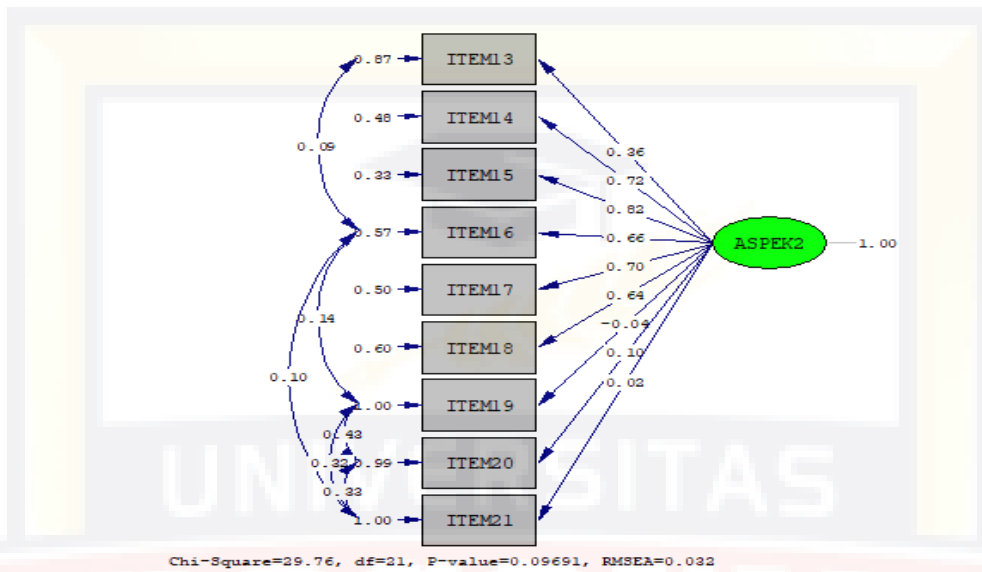 0.87 ITEM13
0.48 ITEM14
0.09
0.36
0.33 ITEM15
0.72
0.82
0.57 ITEM16
0.66
ASPEK2 1.00
0.70
0.50 ITEM17
0.64
0.14
-0.04
0.60 ITEM18
0.10
0.10
0.02
1.00 ITEM19
0.43
0.32 0.99 ITEM20
0.33
1.00 ITEM21
UNIVERSITAS
Chi-Square=29.76, df=21, P-value=0.09691, RMSEA=0.032